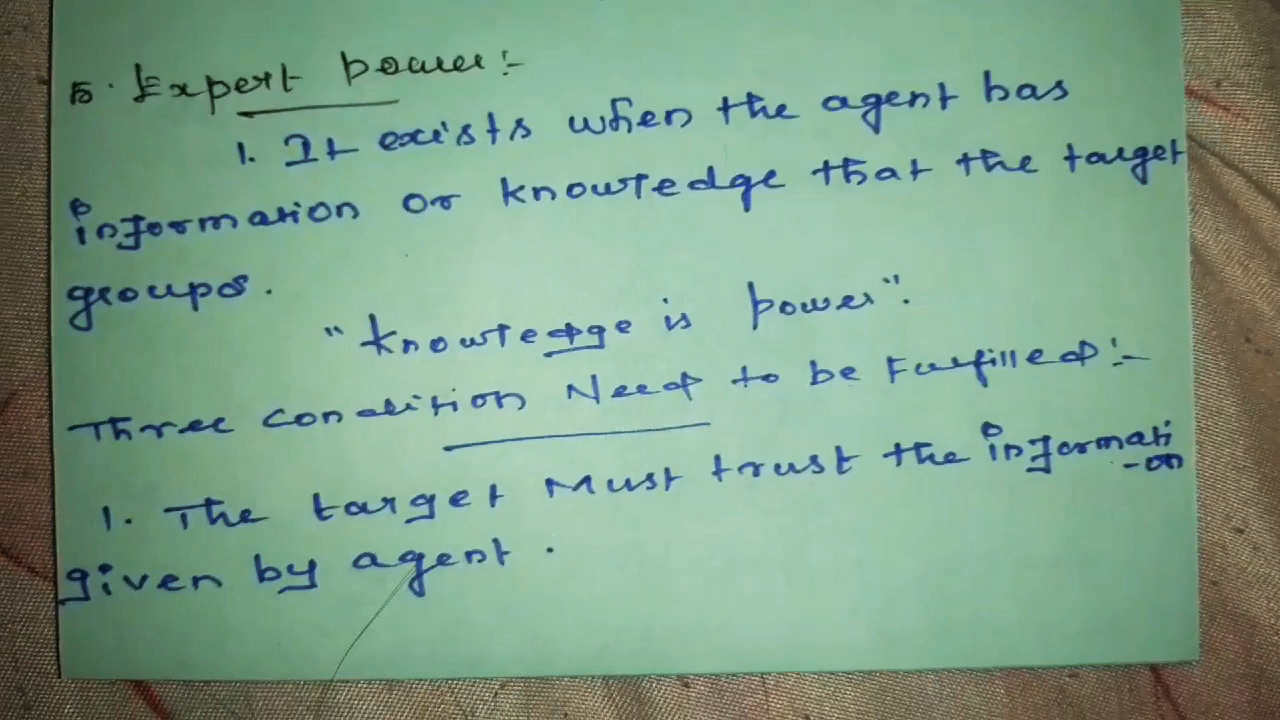 5. Expert power:-
1. It exists when the agent has
information or knowledge that the target
groups.
"Knowledge is power".
Three condition Need to be Fulfilled:-
1. The target Must trust the informati
-on
given by agent.